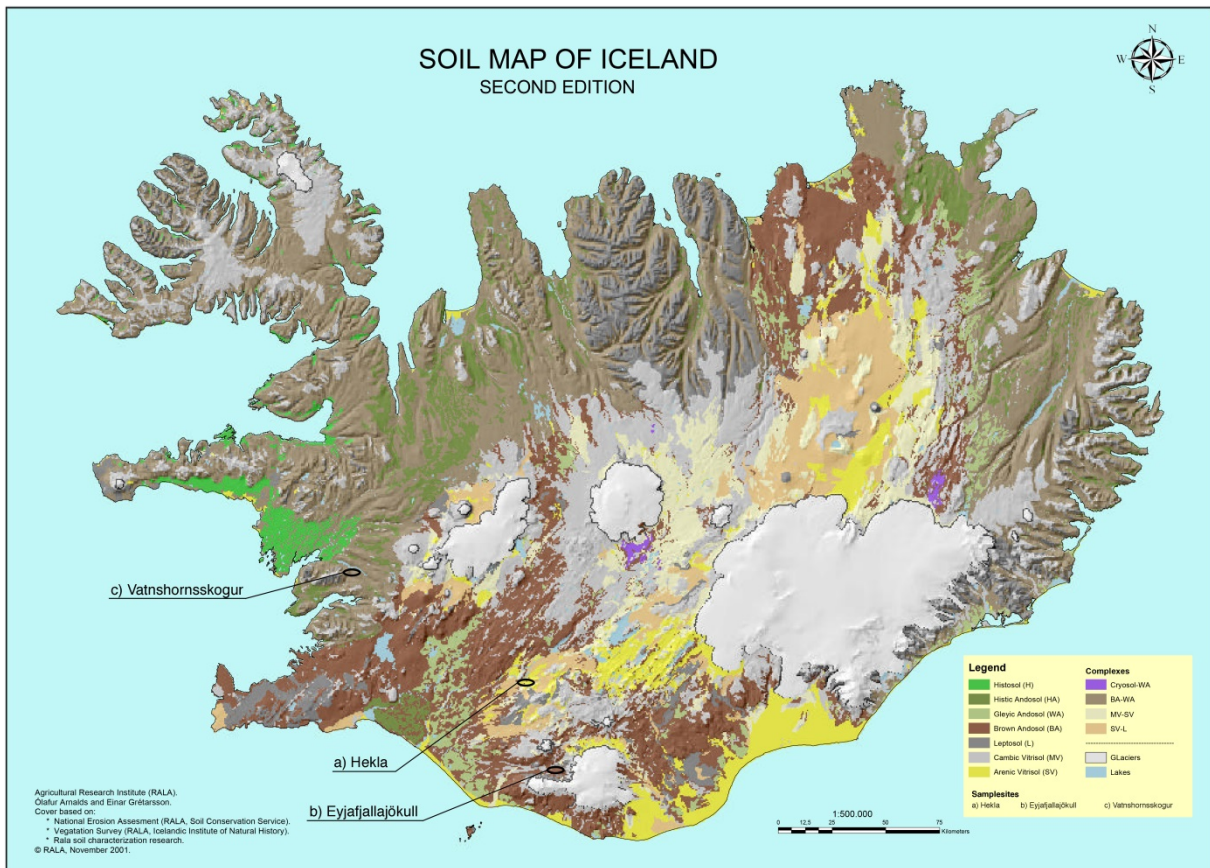 SOIL MAP OF ICELAND
SECOND EDITION
N
W E
S
c) Vatnshornsskogur
a) Hekla
b) Eyjafjallajökull
Legend
Histosol (H)
Histic Andosol (HA)
Gleyic Andosol (WA)
Brown Andosol (BA)
Leptosol (L)
Cambic Vitrisol (MV)
Arenic Vitrisol (SV)
Complexes
Cryosol-WA
BA-WA
MV-SV
SV-L
GLaciers
Lakes
Samplesites
a) Hekla b) Eyjafjallajökull c) Vatnshornsskogur
1:500.000
0 12,5 25 50 75
Kilometers
Agricultural Research Institute (RALA).
Ólafur Arnalds and Einar Grétarsson.
Cover based on:
* National Erosion Assesment (RALA, Soil Conservation Service).
* Vegatation Survey (RALA, Icelandic Institute of Natural History).
* Rala soil characterization research.
© RALA, November 2001.